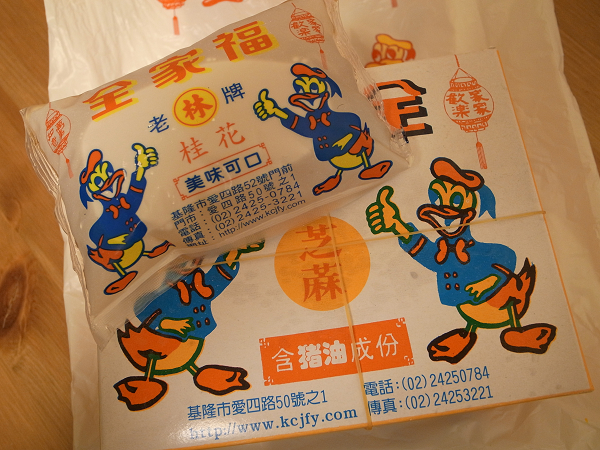 全家福
老林牌
桂花
美味可口
基隆市愛四路52號門前
門市:愛四路50號之1
電話:(02)2425-0784
傳真:(02)2425-3221
網址:http://www.kcjfy.com
家家歡樂
芝蔴
含豬油成份
基隆市愛四路50號之1
http://www.kcjfy.com
電話:(02) 24250784
傳真:(02) 24253221